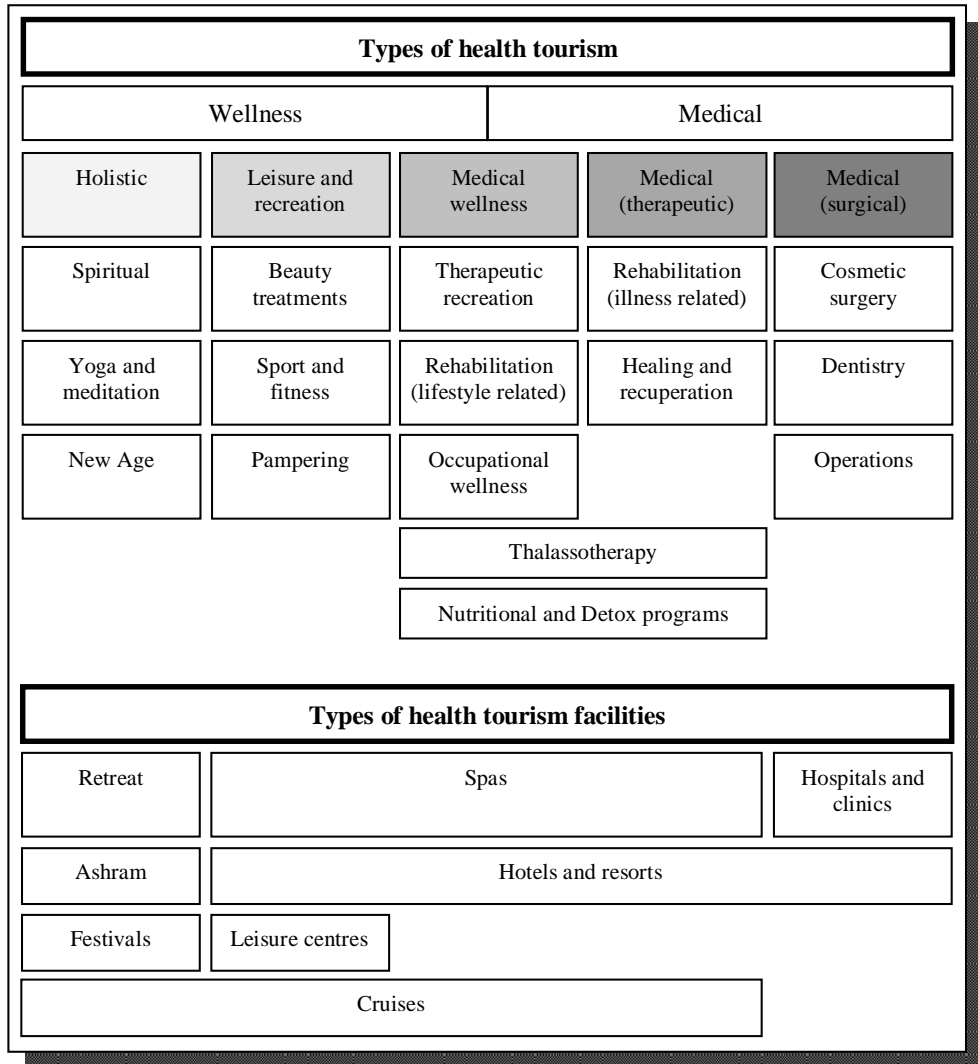 Types of health tourism
Wellness
Medical
Holistic
Leisure and
recreation
Medical
wellness
Medical
(therapeutic)
Medical
(surgical)
Spiritual
Beauty
treatments
Therapeutic
recreation
Rehabilitation
(illness related)
Cosmetic
surgery
Yoga and
meditation
Sport and
fitness
Rehabilitation
(lifestyle related)
Healing and
recuperation
Dentistry
New Age
Pampering
Occupational
wellness
Operations
Thalassotherapy
Nutritional and Detox programs
Types of health tourism facilities
Retreat
Spas
Hospitals and
clinics
Ashram
Hotels and resorts
Festivals
Leisure centres
Cruises